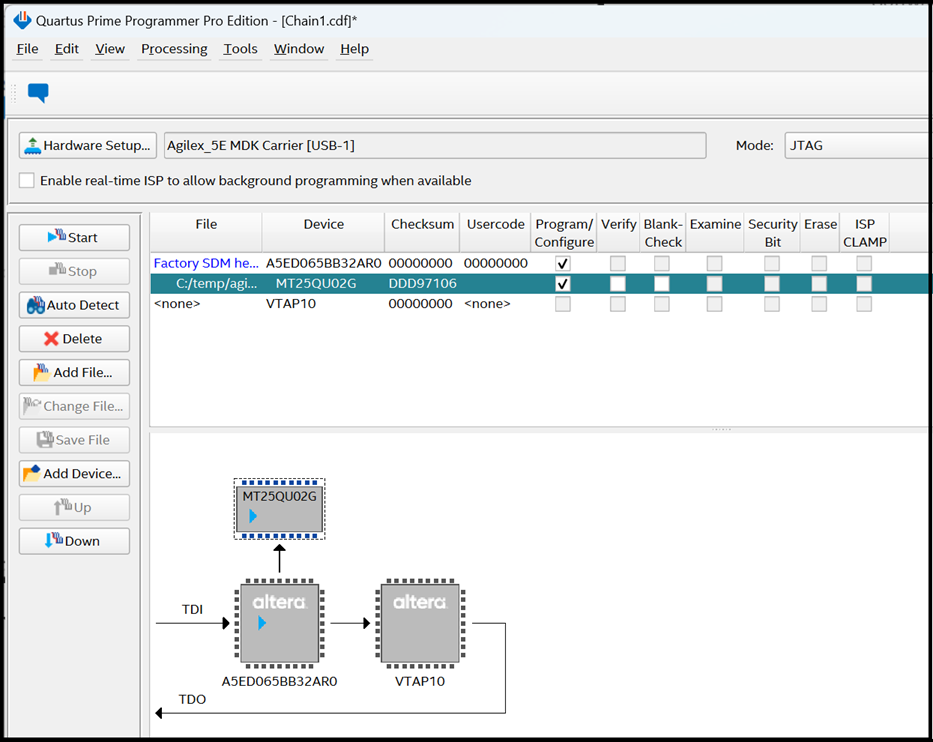 Quartus Prime Programmer Pro Edition - [Chain1.cdf]*
File Edit View Processing Tools Window Help
Hardware Setup... Agilex_5E MDK Carrier [USB-1] Mode: JTAG
Enable real-time ISP to allow background programming when available
Start
Stop
Auto Detect
Delete
Add File...
Change File...
Save File
Add Device...
Up
Down
File Device Checksum Usercode Program/ Verify Blank- Examine Security Erase ISP
Configure Check Bit CLAMP
Factory SDM he... A5ED065BB32AR0 00000000 00000000
C:/temp/agi... MT25QU02G DDD97106
<none> VTAP10 00000000 <none>
MT25QU02G
altera altera
TDI
A5ED065BB32AR0 VTAP10
TDO